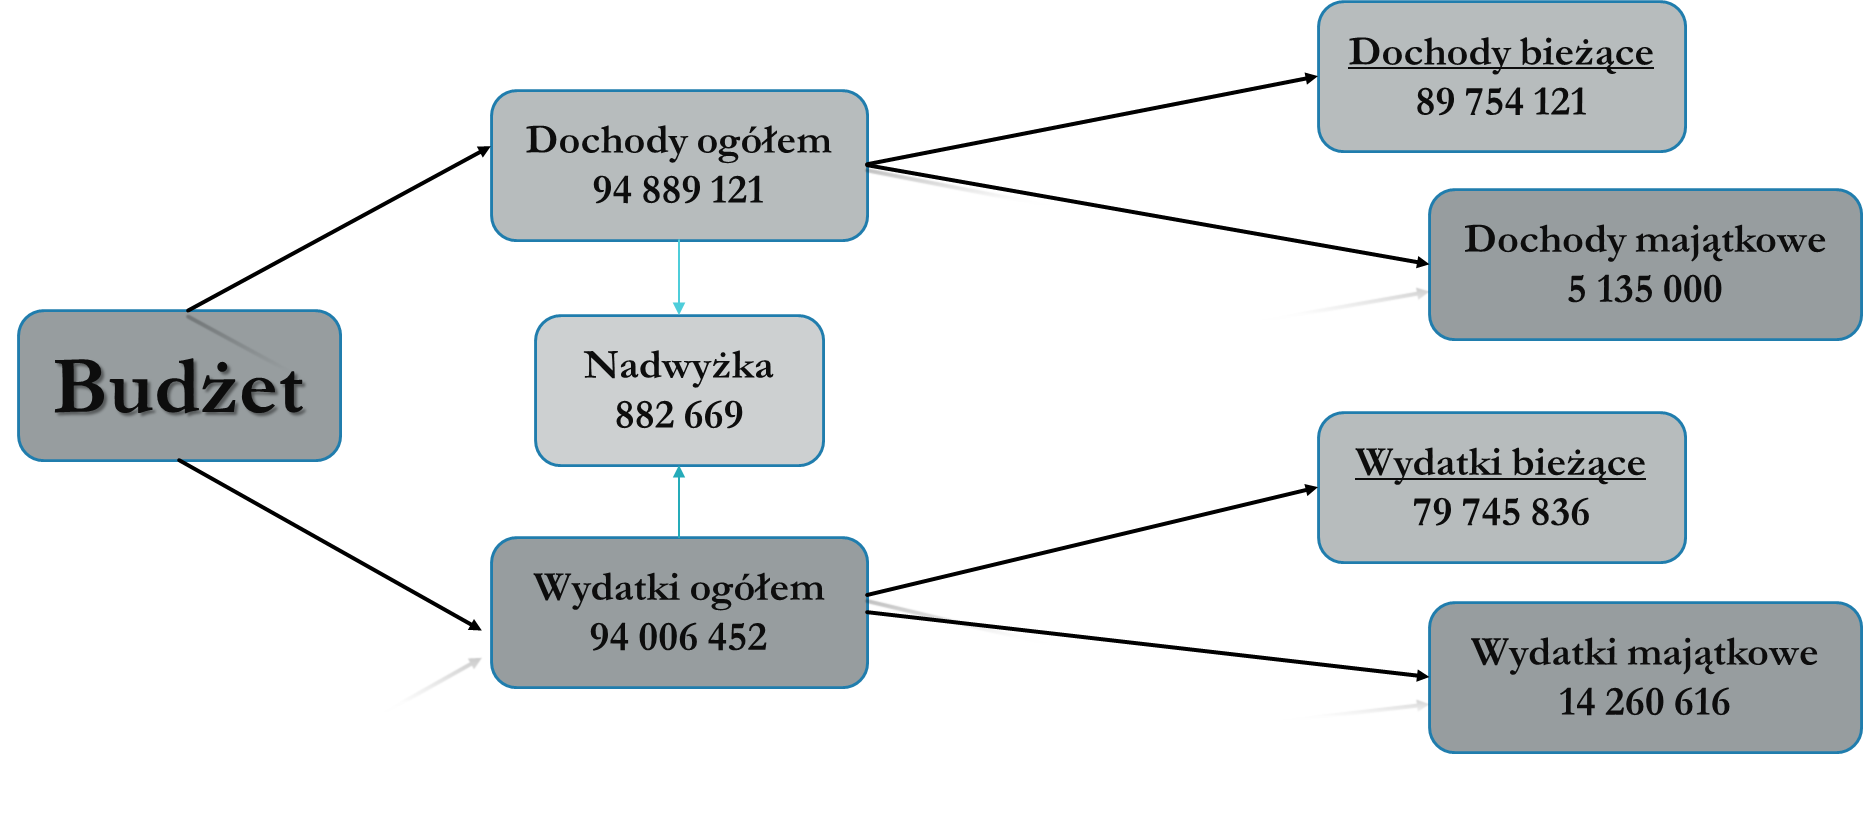 Budżet
Dochody ogółem
94 889 121
Nadwyżka
882 669
Wydatki ogółem
94 006 452
Dochody bieżące
89 754 121
Dochody majątkowe
5 135 000
Wydatki bieżące
79 745 836
Wydatki majątkowe
14 260 616